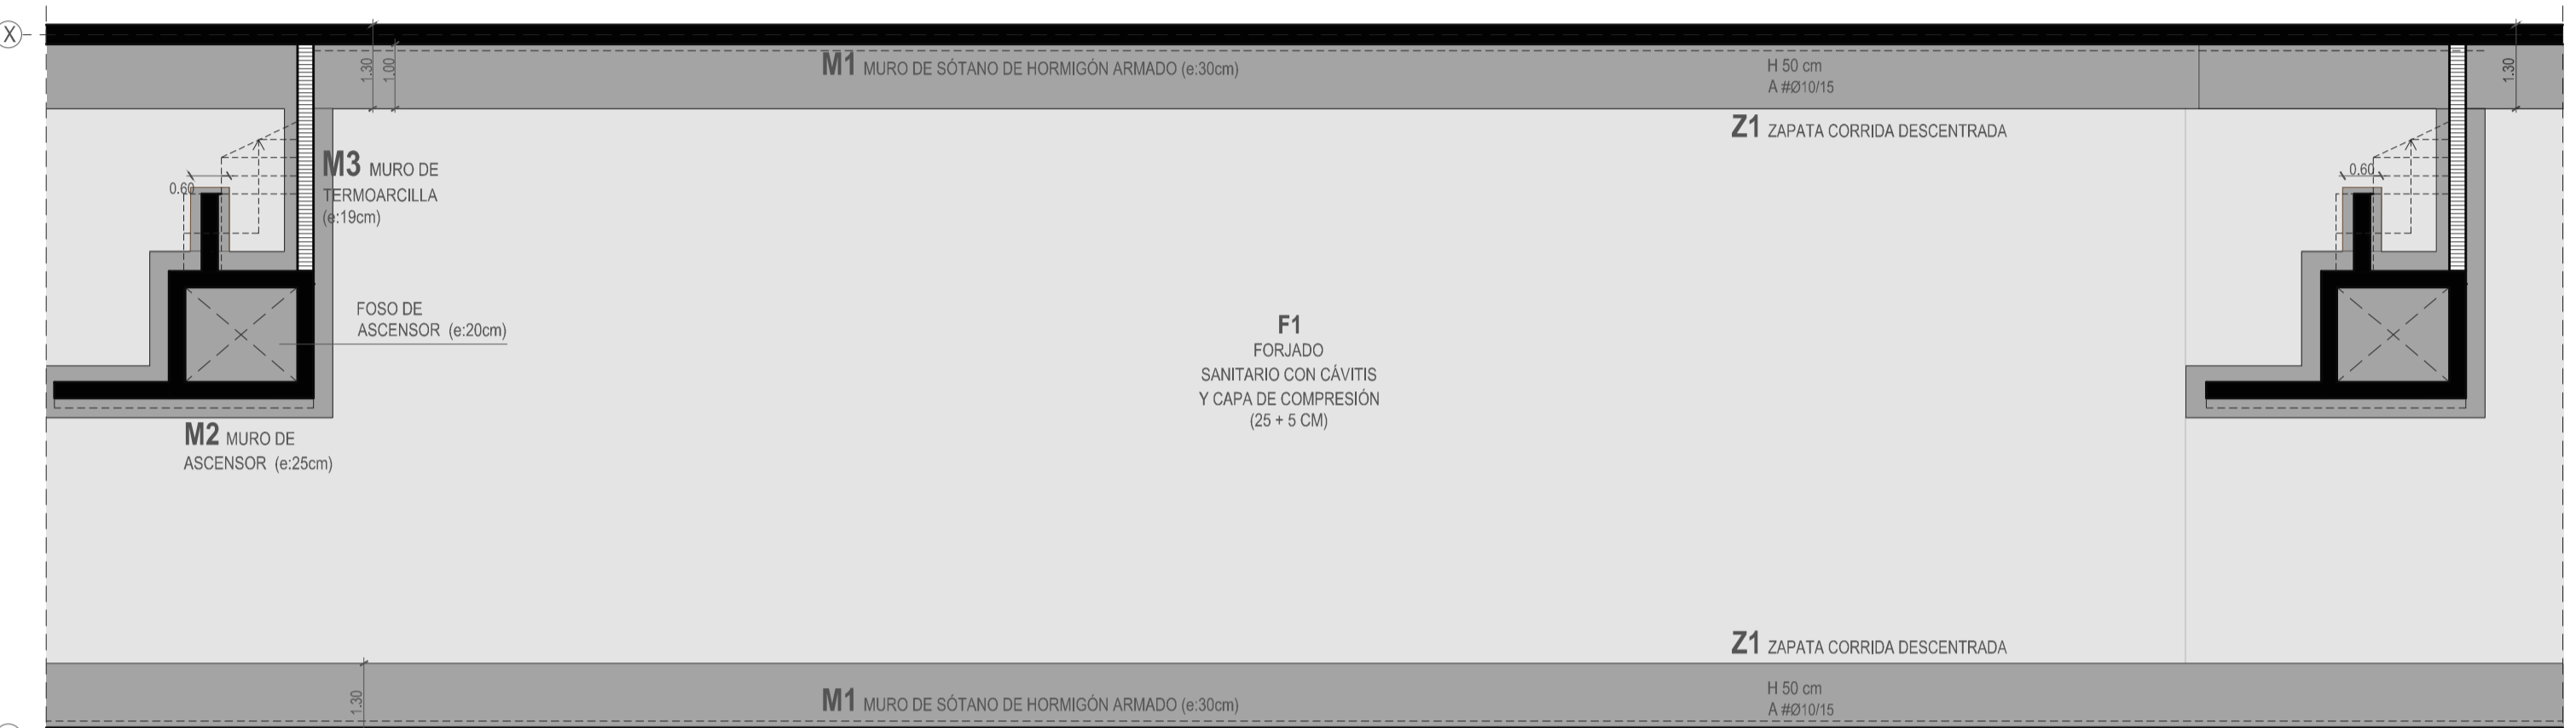 X
1.30
1.00
M1 MURO DE SÓTANO DE HORMIGÓN ARMADO (e:30cm)
H 50 cm
A #Ø10/15
1.30
Z1 ZAPATA CORRIDA DESCENTRADA
0.60
M3 MURO DE
TERMOARCILLA
(e:19cm)
0.60
FOSO DE
ASCENSOR (e:20cm)
F1
FORJADO
SANITARIO CON CÁVITIS
Y CAPA DE COMPRESIÓN
(25 + 5 CM)
M2 MURO DE
ASCENSOR (e:25cm)
Z1 ZAPATA CORRIDA DESCENTRADA
1.30
M1 MURO DE SÓTANO DE HORMIGÓN ARMADO (e:30cm)
H 50 cm
A #Ø10/15